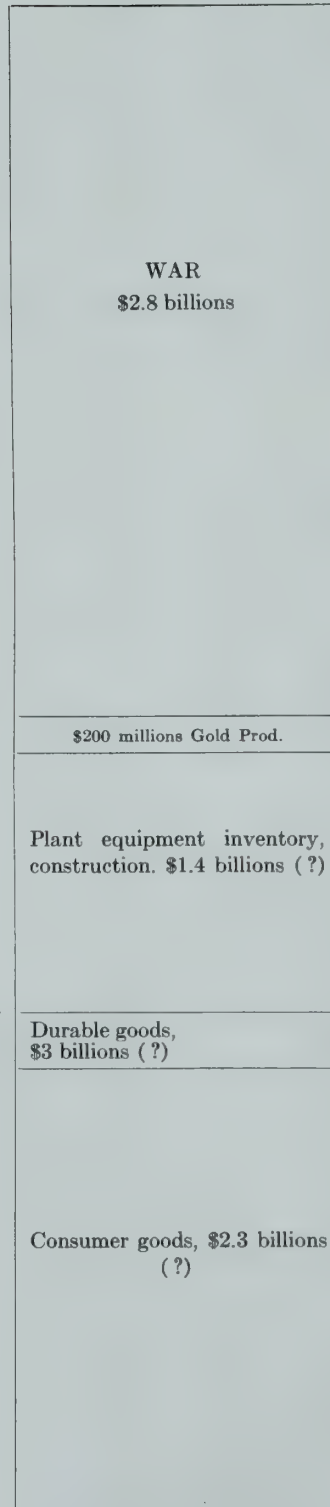 WAR
$2.8 billions
$200 millions Gold Prod.
Plant equipment inventory,
construction. $1.4 billions (?)
Durable goods,
$3 billions (?)
Consumer goods, $2.3 billions
(?)